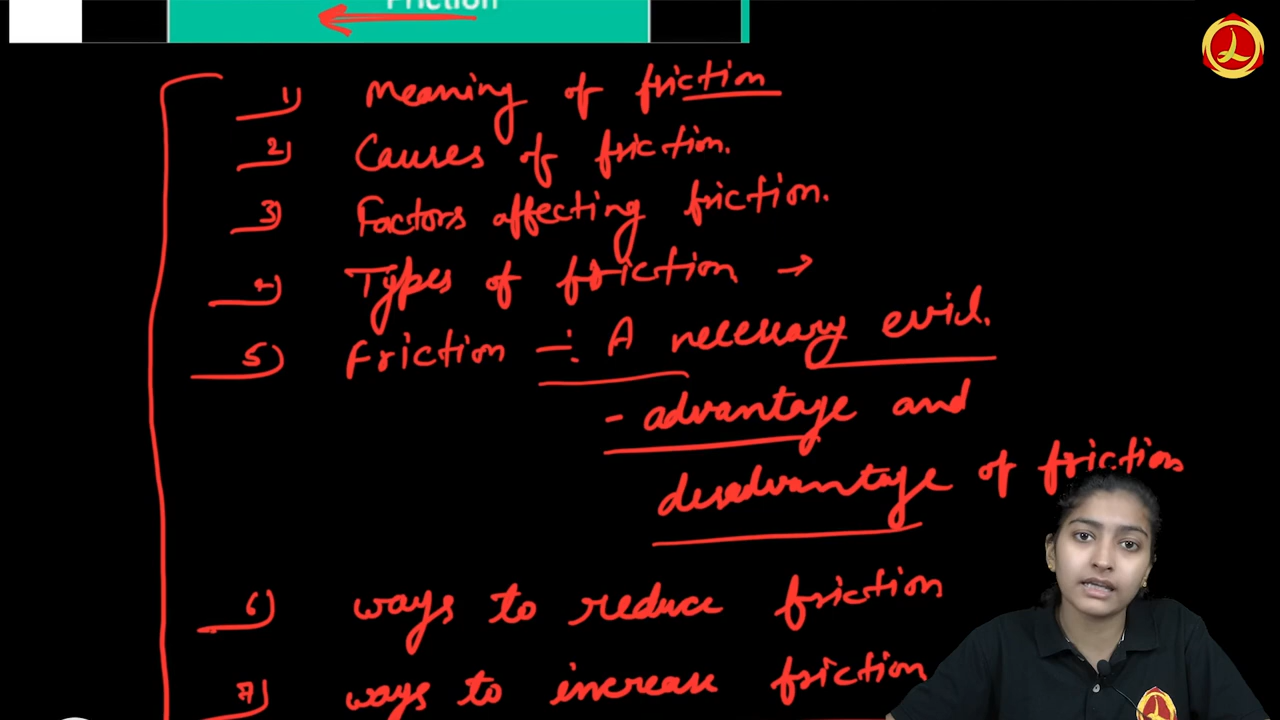 Friction
1) Meaning of friction
2) Causes of friction.
3) Factors affecting friction.
4) Types of friction →
5) Friction -: A necessary evil.
- advantage and
disadvantage of friction
6) ways to reduce friction
7) ways to increase friction